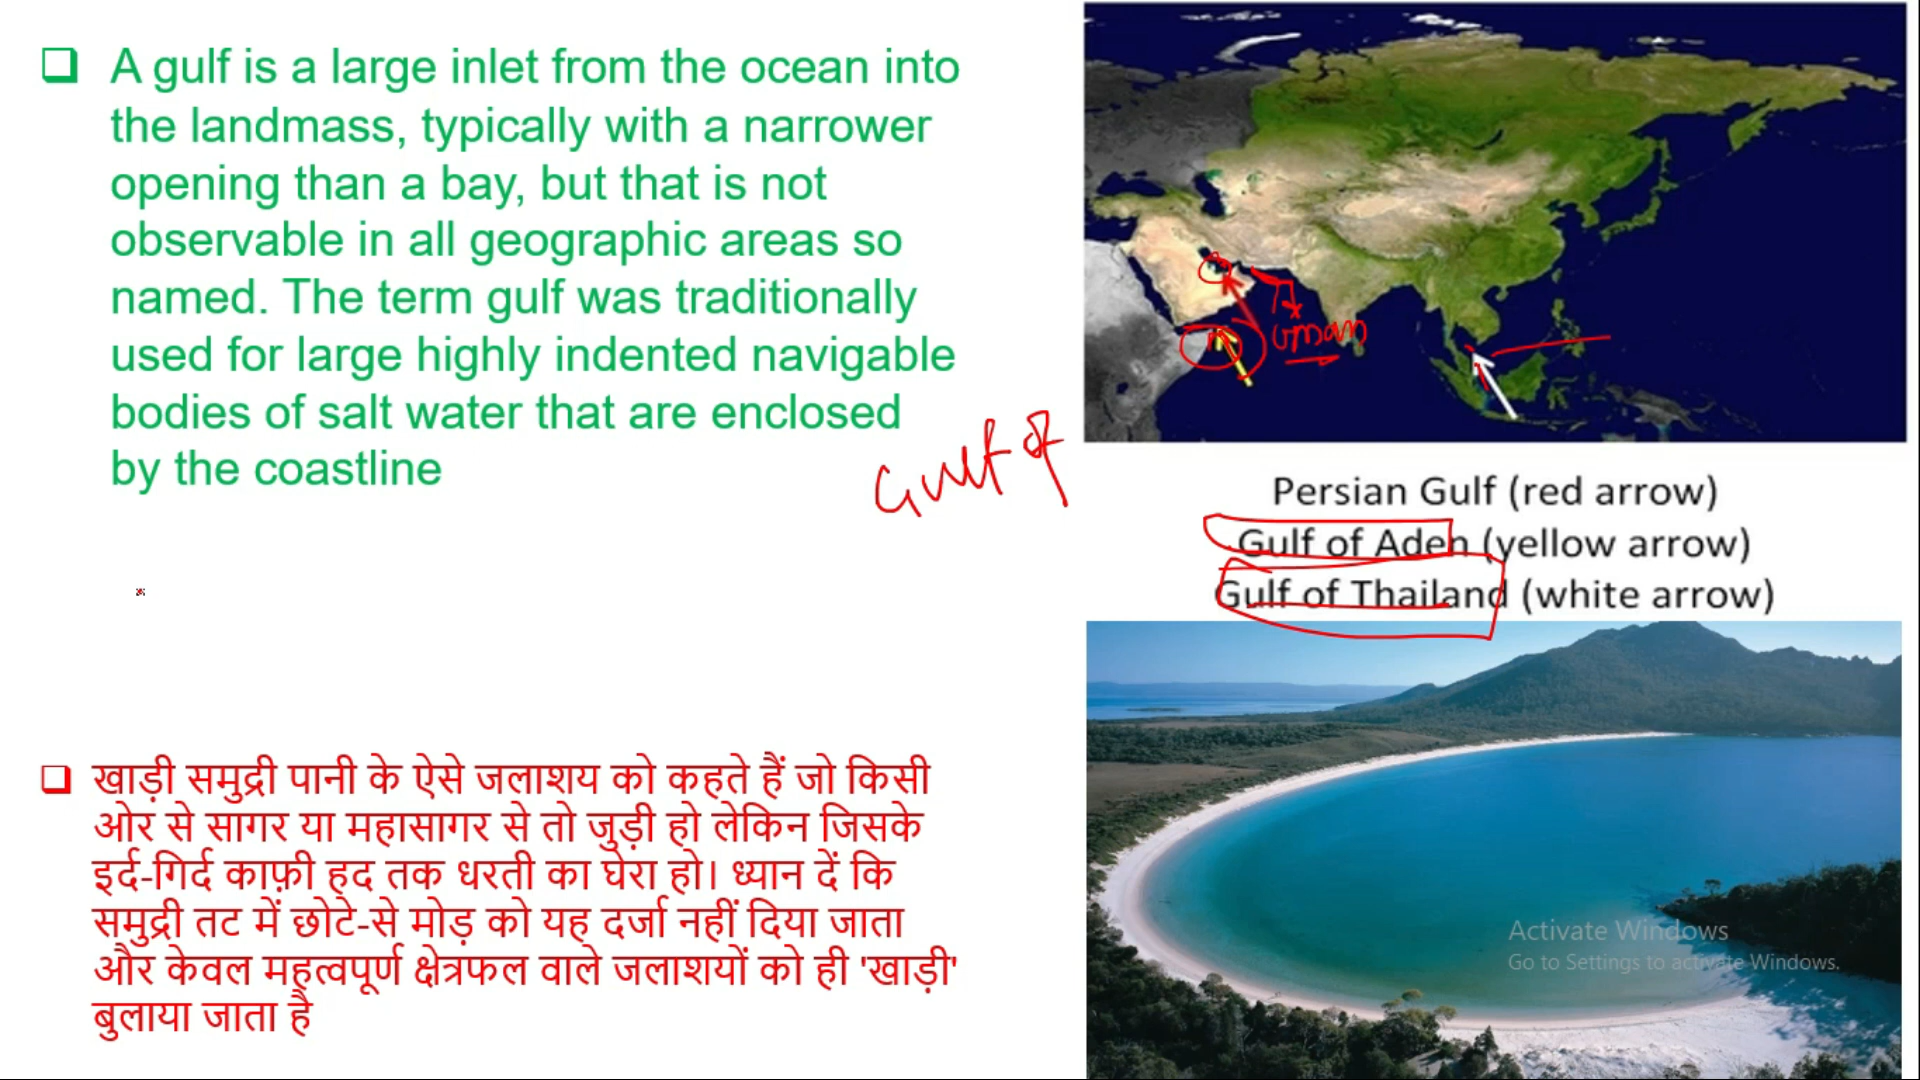 A gulf is a large inlet from the ocean into
the landmass, typically with a narrower
opening than a bay, but that is not
observable in all geographic areas so
named. The term gulf was traditionally
used for large highly indented navigable
bodies of salt water that are enclosed
by the coastline
Gulf of
oman
Persian Gulf (red arrow)
Gulf of Aden (yellow arrow)
Gulf of Thailand (white arrow)
खाड़ी समुद्री पानी के ऐसे जलाशय को कहते हैं जो किसी
ओर से सागर या महासागर से तो जुड़ी हो लेकिन जिसके
इर्द-गिर्द काफ़ी हद तक धरती का घेरा हो। ध्यान दें कि
समुद्री तट में छोटे-से मोड़ को यह दर्जा नहीं दिया जाता
और केवल महत्वपूर्ण क्षेत्रफल वाले जलाशयों को ही 'खाड़ी'
बुलाया जाता है
Activate Windows
Go to Settings to activate Windows.